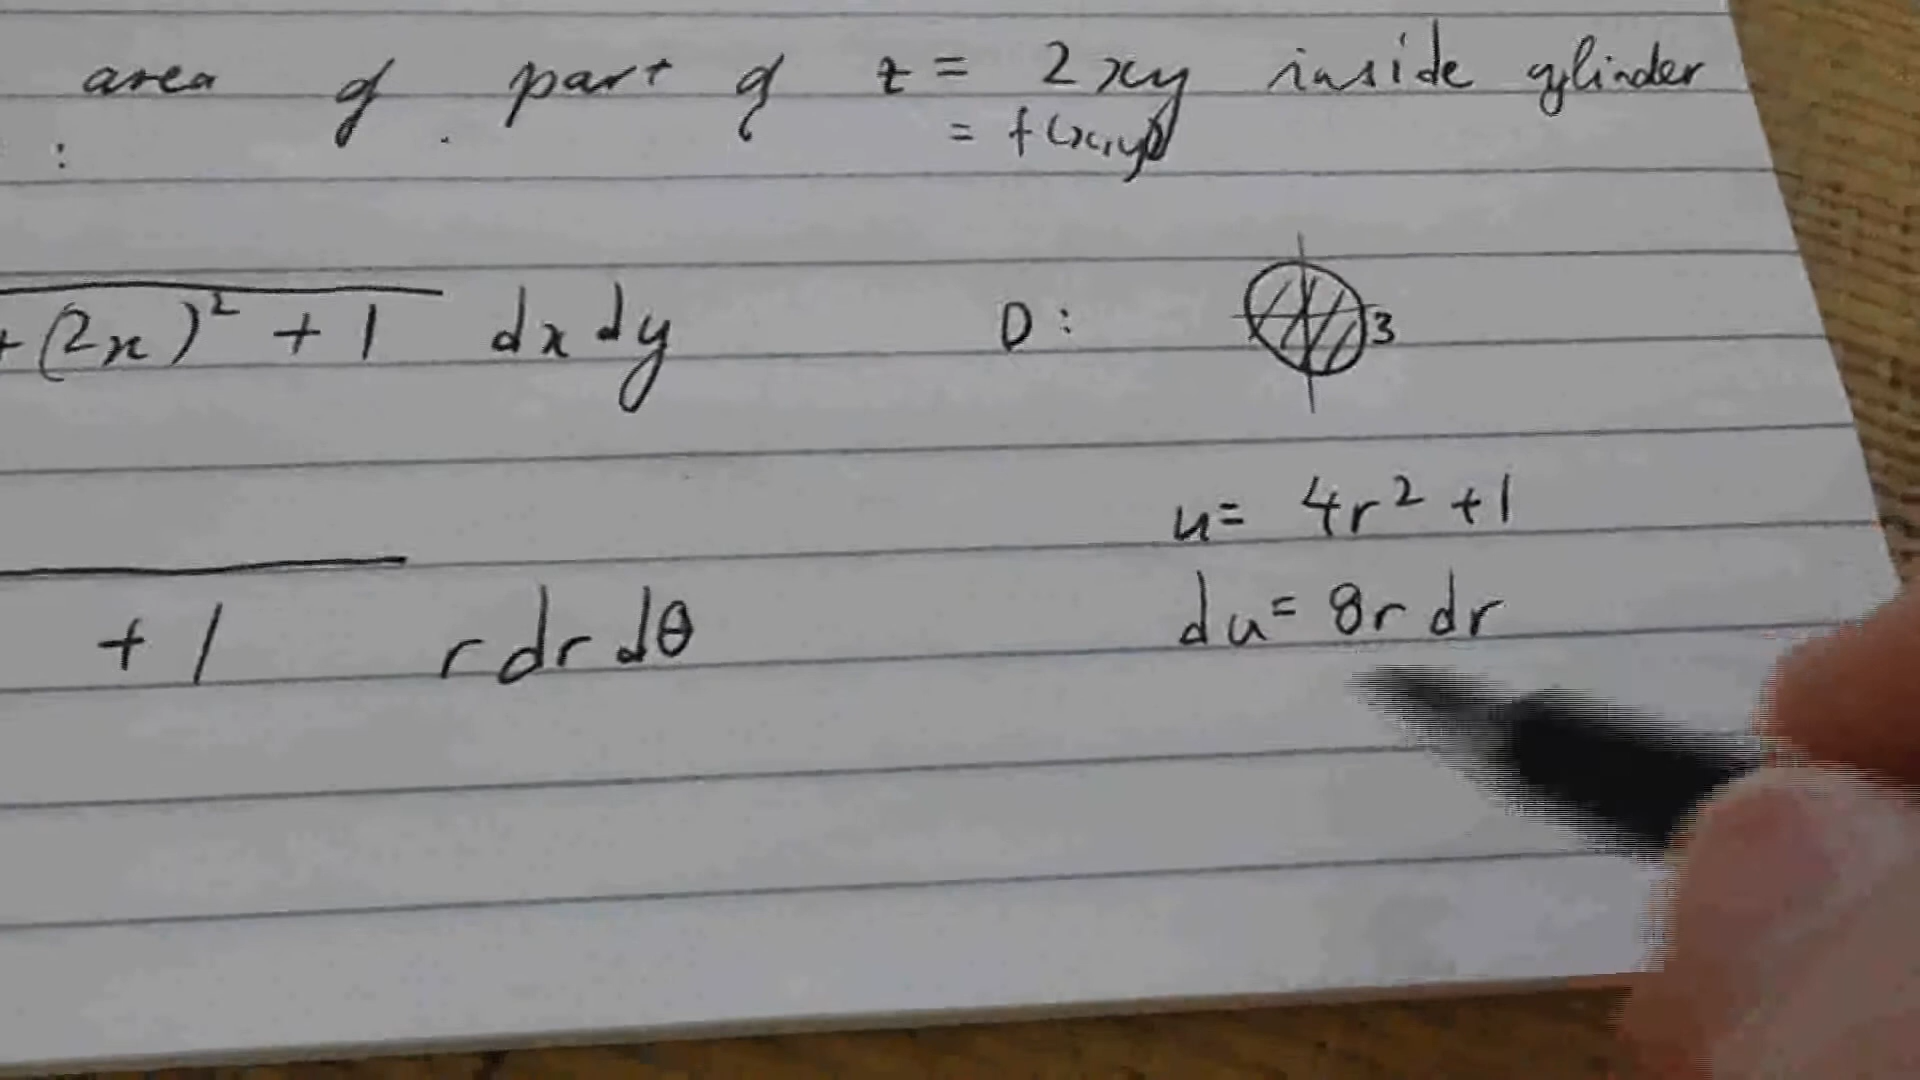 area of part of z = 2xy inside cylinder
: = f(x,y)
+ (2x)² + 1 dx dy D: 3
u = 4r² + 1
+ 1 r dr dθ du = 8r dr